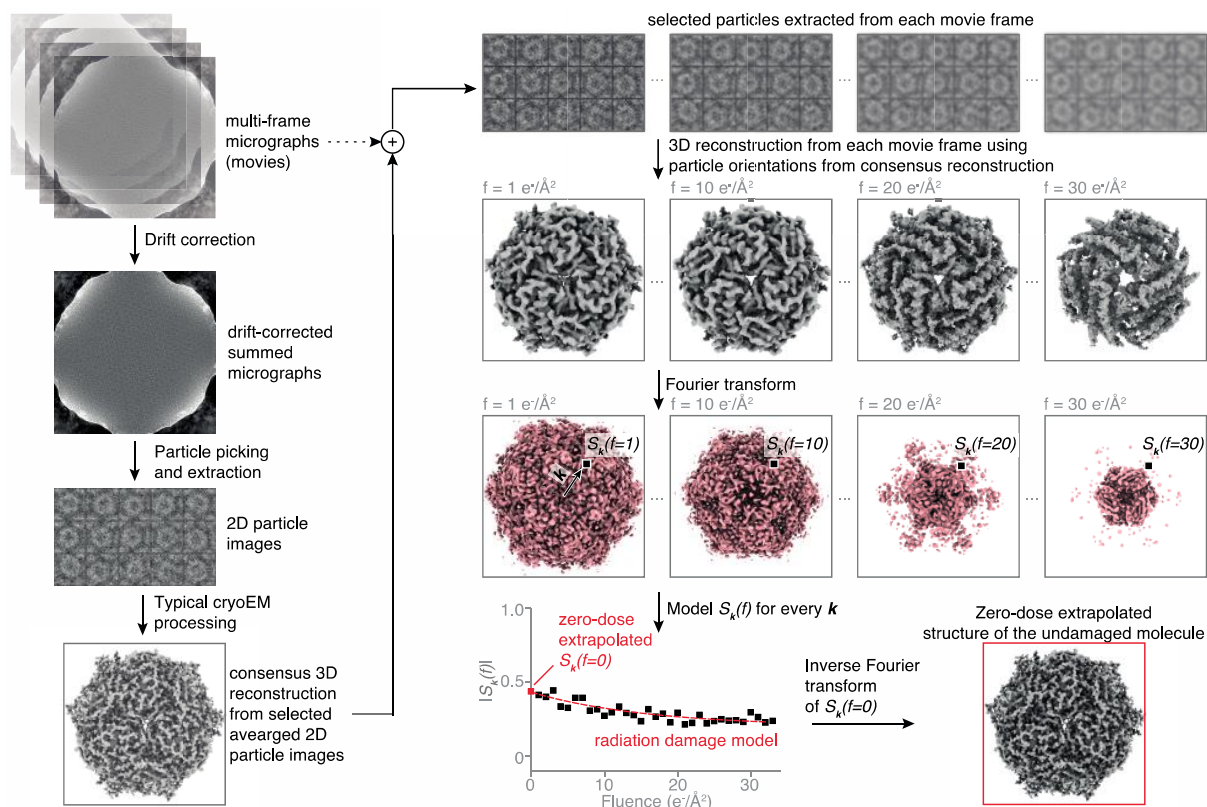 multi-frame
micrographs
(movies)
+
Drift correction
drift-corrected
summed
micrographs
Particle picking
and extraction
2D particle
images
Typical cryoEM
processing
consensus 3D
reconstruction
from selected
avearged 2D
particle images
selected particles extracted from each movie frame
... ... ...
3D reconstruction from each movie frame using
particle orientations from consensus reconstruction
f = 1 e⁻/Å² f = 10 e⁻/Å² f = 20 e⁻/Å² f = 30 e⁻/Å²
... ... ...
Fourier transform
f = 1 e⁻/Å² f = 10 e⁻/Å² f = 20 e⁻/Å² f = 30 e⁻/Å²
Sₖ(f=1) Sₖ(f=10) Sₖ(f=20) Sₖ(f=30)
k
... ... ...
Model Sₖ(f) for every k
1.0
0.5
0
|Sₖ(f)|
zero-dose
extrapolated
Sₖ(f=0)
radiation damage model
0 10 20 30
Fluence (e⁻/Å²)
Inverse Fourier
transform
of Sₖ(f=0)
Zero-dose extrapolated
structure of the undamaged molecule